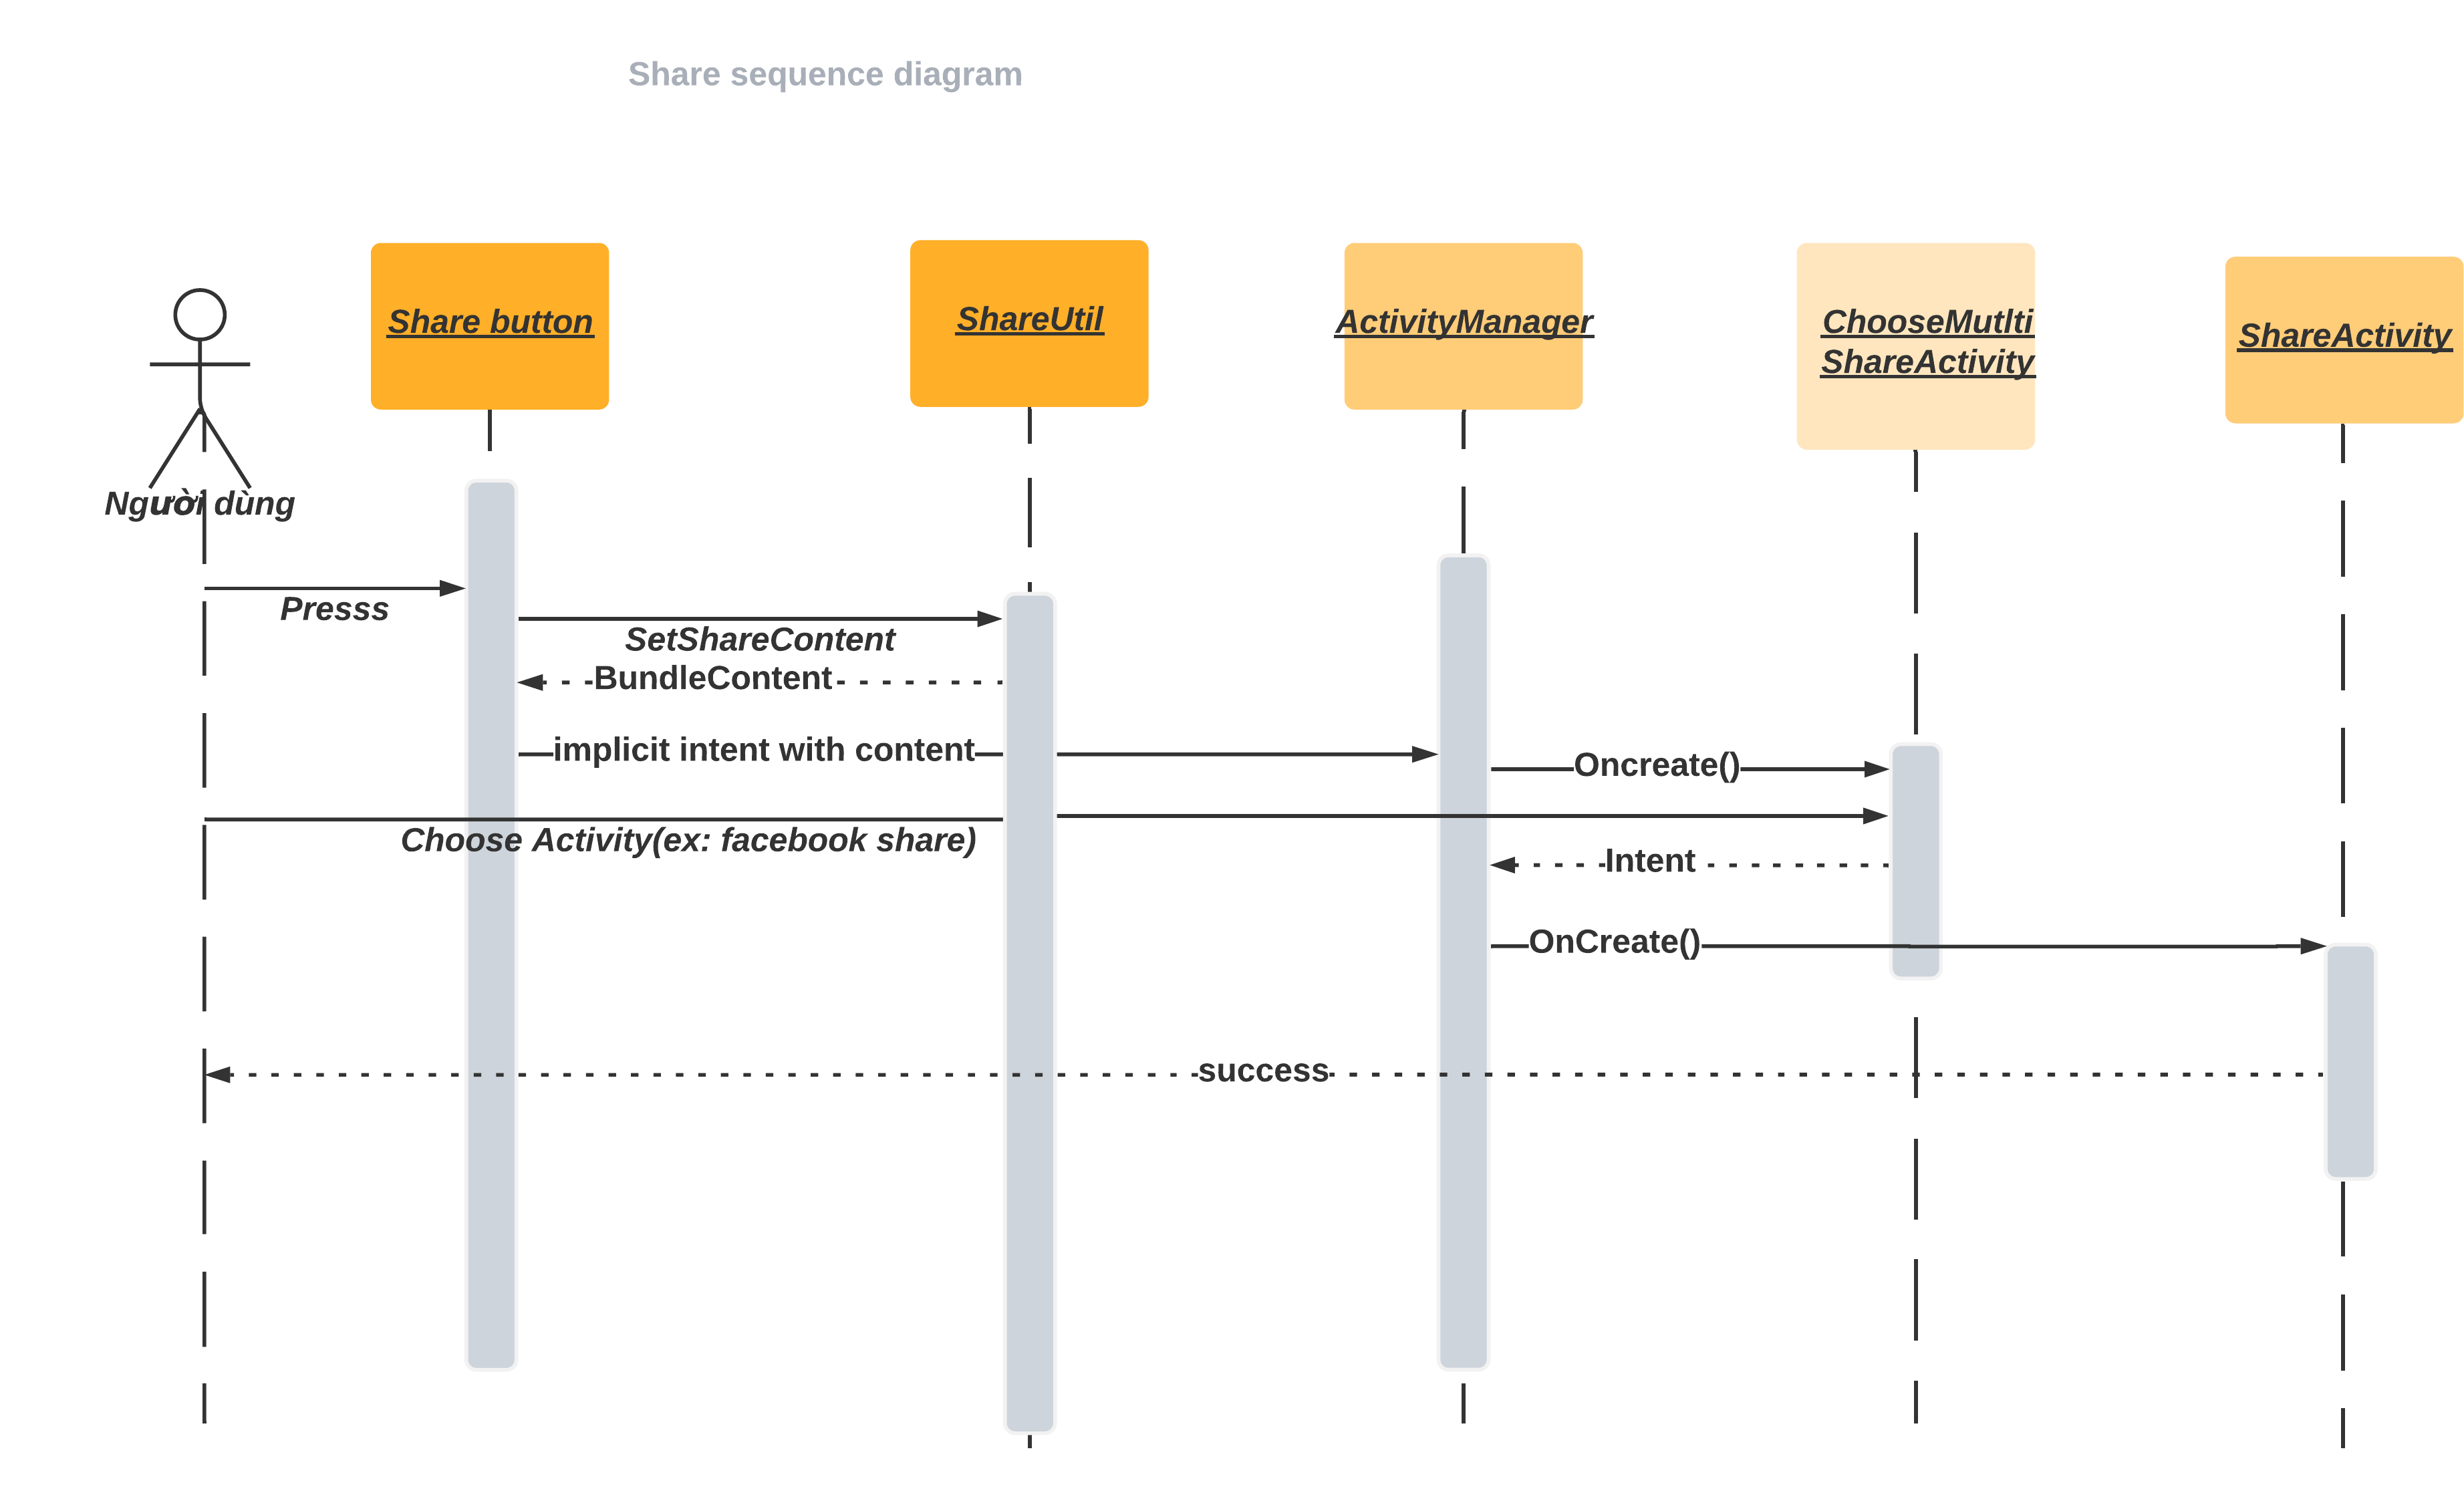 Share sequence diagram
Share button
ShareUtil
ActivityManager
ChooseMutlti
ShareActivity
ShareActivity
Người dùng
Presss
SetShareContent
BundleContent
implicit intent with content
Oncreate()
Choose Activity(ex: facebook share)
Intent
OnCreate()
success